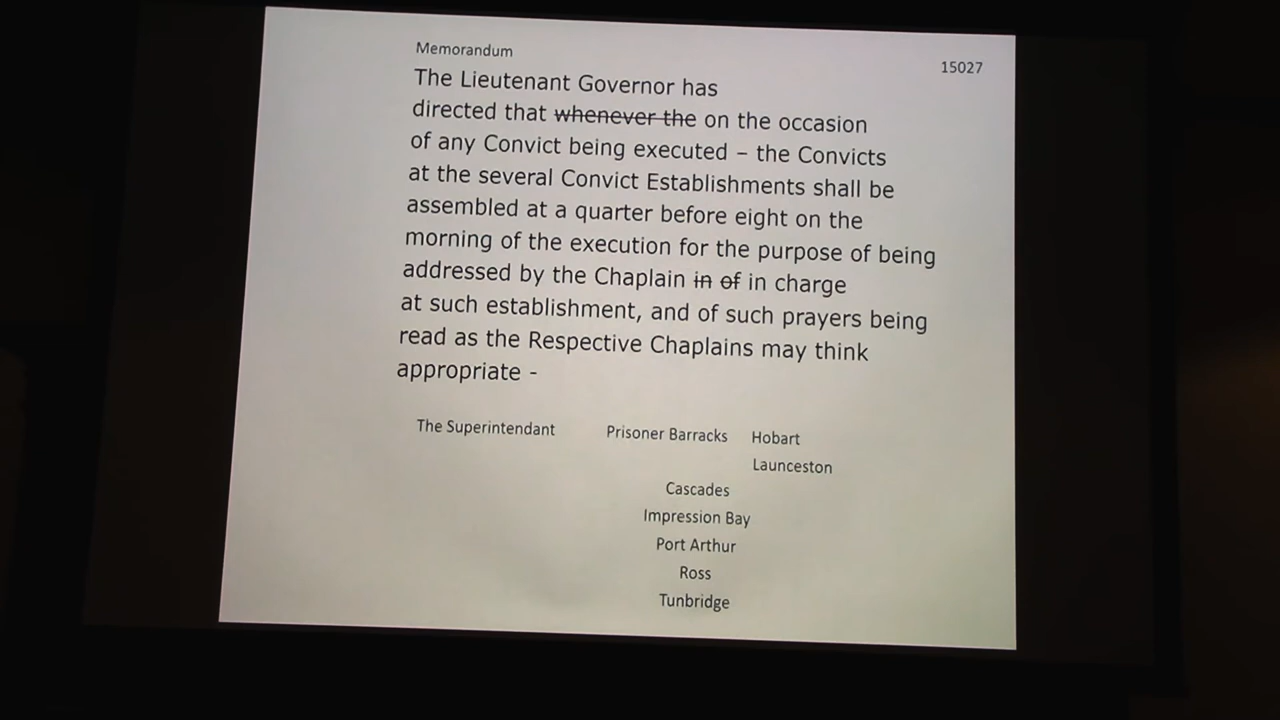 Memorandum
15027
The Lieutenant Governor has
directed that ~~whenever the~~ on the occasion
of any Convict being executed – the Convicts
at the several Convict Establishments shall be
assembled at a quarter before eight on the
morning of the execution for the purpose of being
addressed by the Chaplain ~~in~~ ~~of~~ in charge
at such establishment, and of such prayers being
read as the Respective Chaplains may think
appropriate -
The Superintendant Prisoner Barracks Hobart
Launceston
Cascades
Impression Bay
Port Arthur
Ross
Tunbridge